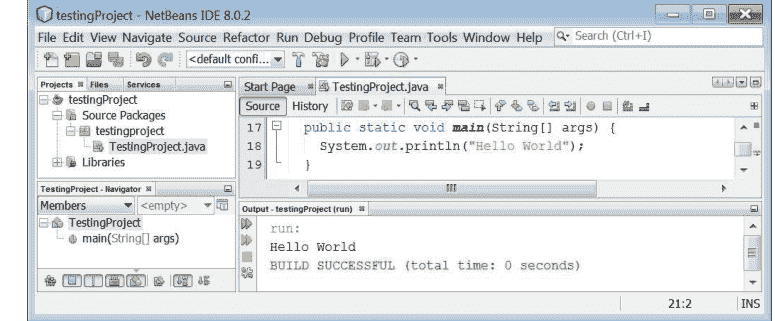 testingProject - NetBeans IDE 8.0.2
File Edit View Navigate Source Refactor Run Debug Profile Team Tools Window Help Search (Ctrl+I)
<default confi...
Projects Files Services
testingProject
Source Packages
testingproject
TestingProject.java
Libraries
TestingProject - Navigator
Members <empty>
TestingProject
main(String[] args)
Start Page TestingProject.java
Source History
17 public static void main(String[] args) {
18 System.out.println("Hello World");
19 }
Output - testingProject (run)
run:
Hello World
BUILD SUCCESSFUL (total time: 0 seconds)
21:2 INS